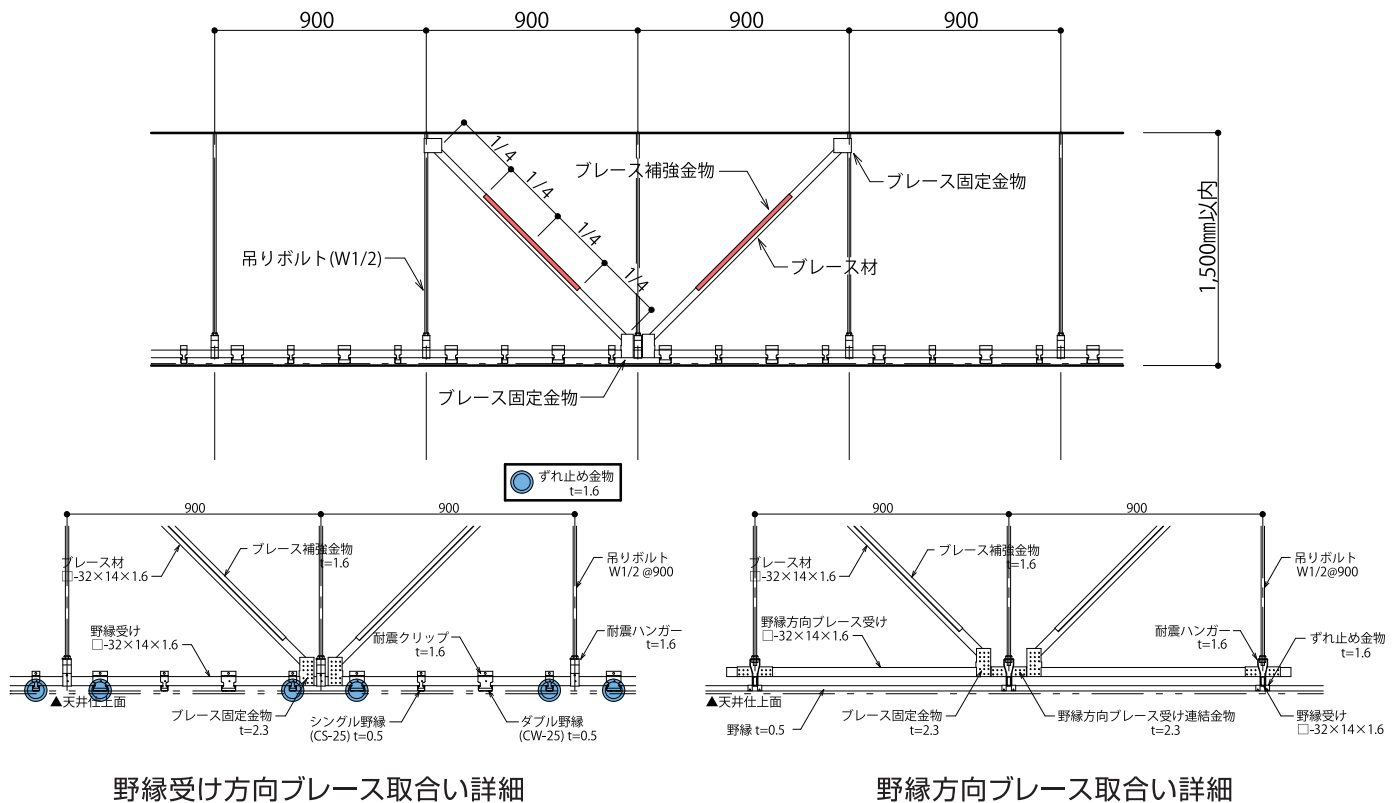 900
900
900
900
1/4
1/4
1/4
1/4
ブレース補強金物
ブレース固定金物
吊りボルト(W1/2)
ブレース材
1,500mm以内
ブレース固定金物
ずれ止め金物
t=1.6
900
900
ブレース材
□-32×14×1.6
ブレース補強金物
t=1.6
吊りボルト
W1/2 @900
野縁受け
□-32×14×1.6
耐震クリップ
t=1.6
耐震ハンガー
t=1.6
▲天井仕上面
ブレース固定金物
t=2.3
シングル野縁
(CS-25) t=0.5
ダブル野縁
(CW-25) t=0.5
野縁受け方向ブレース取合い詳細
900
900
ブレース材
□-32×14×1.6
ブレース補強金物
t=1.6
吊りボルト
W1/2@900
野縁方向ブレース受け
□-32×14×1.6
耐震ハンガー
t=1.6
ずれ止め金物
t=1.6
▲天井仕上面
野縁 t=0.5
ブレース固定金物
t=2.3
野縁方向ブレース受け連結金物
t=2.3
野縁受け
□-32×14×1.6
野縁方向ブレース取合い詳細